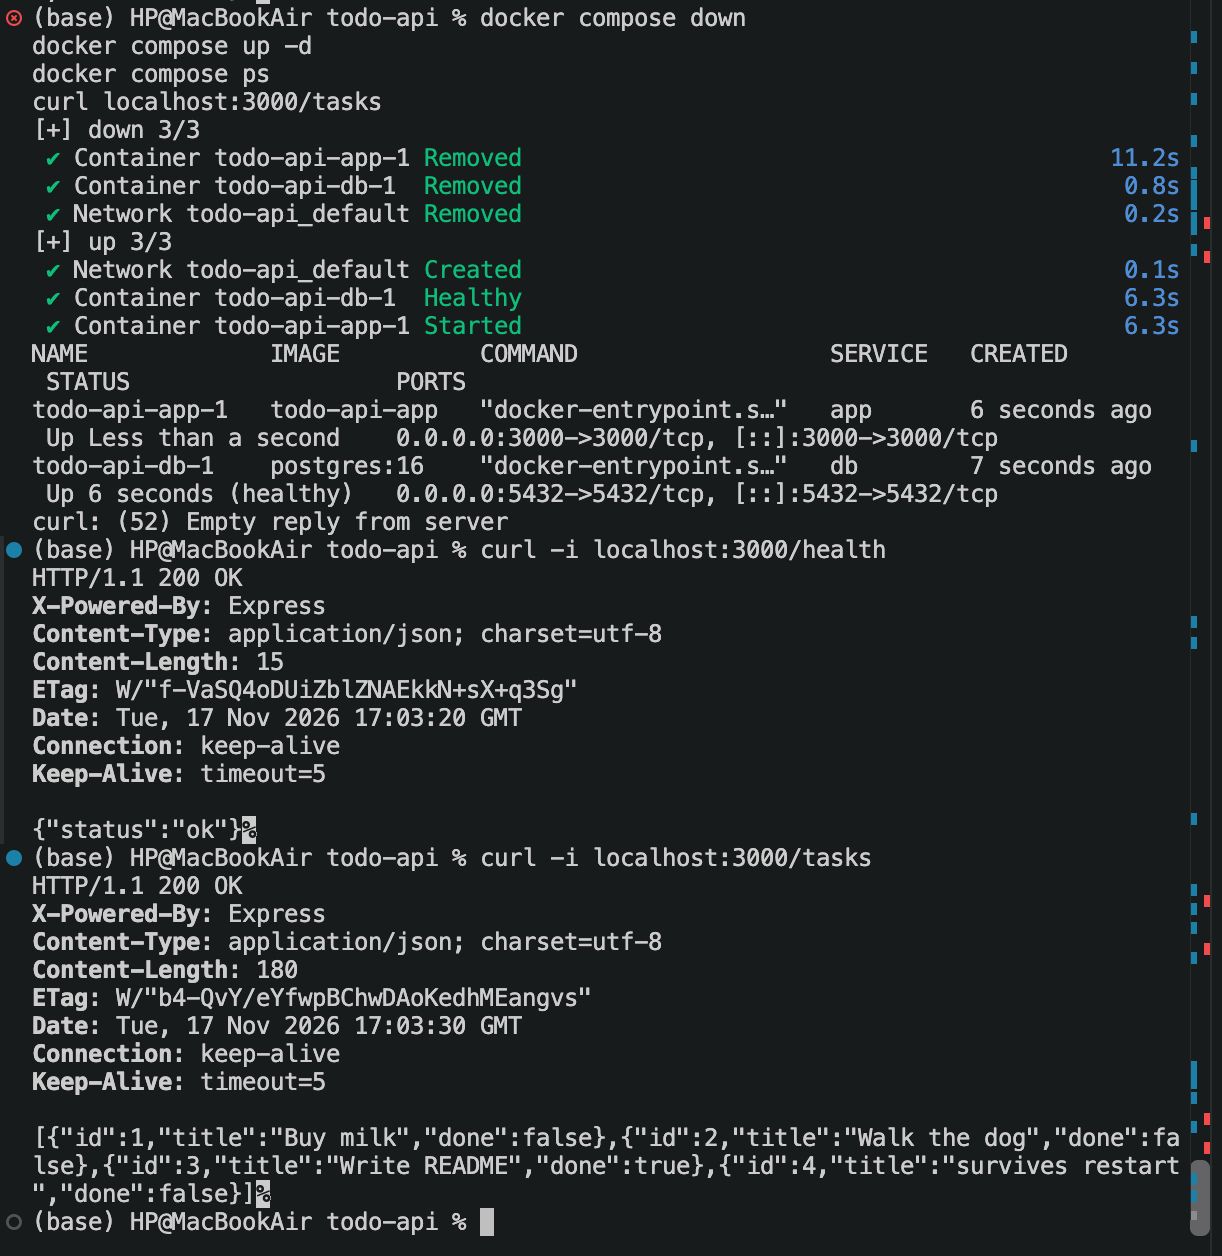 (base) HP@MacBookAir todo-api % docker compose down
docker compose up -d
docker compose ps
curl localhost:3000/tasks
[+] down 3/3
✔ Container todo-api-app-1 Removed 11.2s
✔ Container todo-api-db-1 Removed 0.8s
✔ Network todo-api_default Removed 0.2s
[+] up 3/3
✔ Network todo-api_default Created 0.1s
✔ Container todo-api-db-1 Healthy 6.3s
✔ Container todo-api-app-1 Started 6.3s
NAME IMAGE COMMAND SERVICE CREATED
STATUS PORTS
todo-api-app-1 todo-api-app "docker-entrypoint.s…" app 6 seconds ago
Up Less than a second 0.0.0.0:3000->3000/tcp, [::]:3000->3000/tcp
todo-api-db-1 postgres:16 "docker-entrypoint.s…" db 7 seconds ago
Up 6 seconds (healthy) 0.0.0.0:5432->5432/tcp, [::]:5432->5432/tcp
curl: (52) Empty reply from server
(base) HP@MacBookAir todo-api % curl -i localhost:3000/health
HTTP/1.1 200 OK
X-Powered-By: Express
Content-Type: application/json; charset=utf-8
Content-Length: 15
ETag: W/"f-VaSQ4oDUiZblZNAEkkN+sX+q3Sg"
Date: Tue, 17 Nov 2026 17:03:20 GMT
Connection: keep-alive
Keep-Alive: timeout=5
{"status":"ok"}%
(base) HP@MacBookAir todo-api % curl -i localhost:3000/tasks
HTTP/1.1 200 OK
X-Powered-By: Express
Content-Type: application/json; charset=utf-8
Content-Length: 180
ETag: W/"b4-QvY/eYfwpBChwDAoKedhMEangvs"
Date: Tue, 17 Nov 2026 17:03:30 GMT
Connection: keep-alive
Keep-Alive: timeout=5
[{"id":1,"title":"Buy milk","done":false},{"id":2,"title":"Walk the dog","done":fa
lse},{"id":3,"title":"Write README","done":true},{"id":4,"title":"survives restart
","done":false}]%
(base) HP@MacBookAir todo-api %